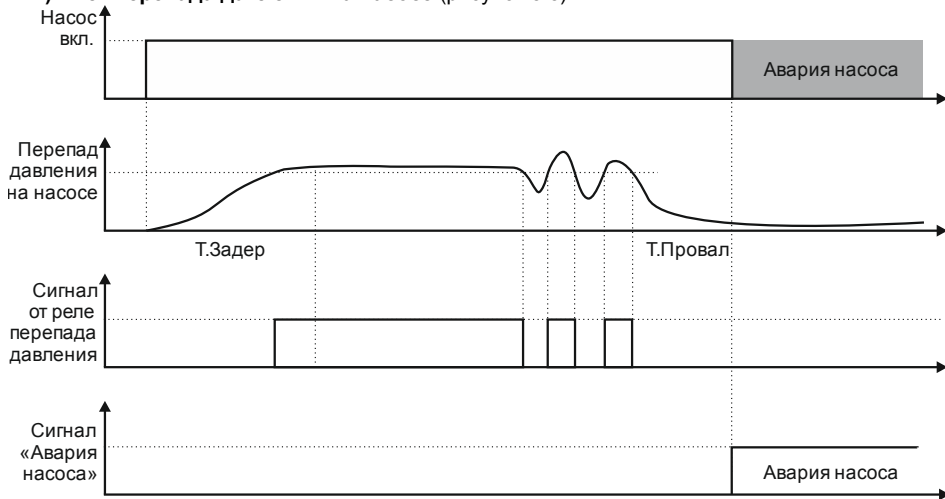 Насос
вкл.
Авария насоса
Перепад
давления
на насосе
Т.Задер
Т.Провал
Сигнал
от реле
перепада
давления
Сигнал
«Авария
насоса»
Авария насоса